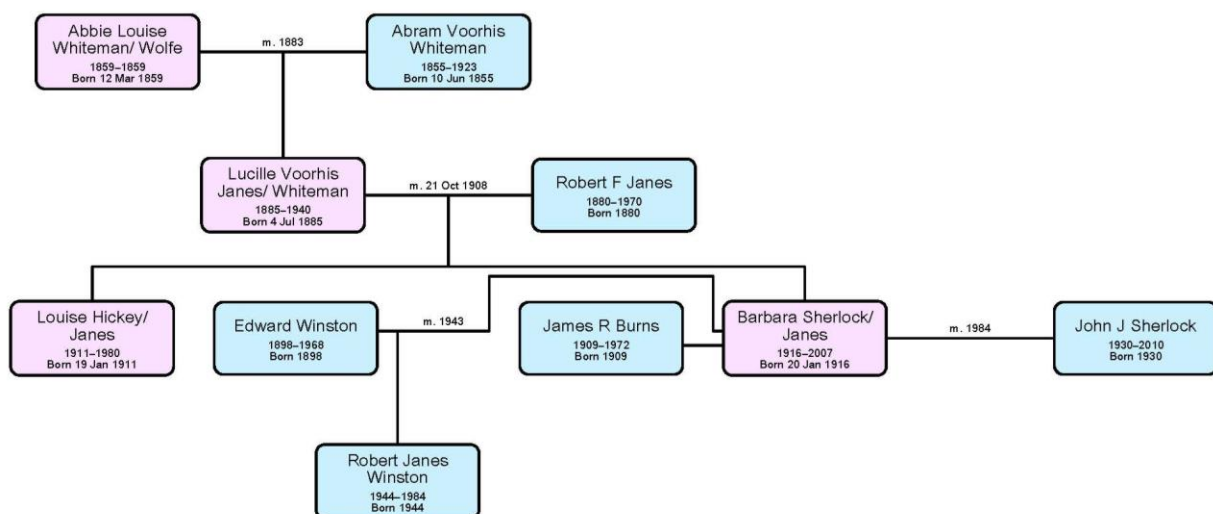 Abbie Louise
Whiteman/ Wolfe
1859–1859
Born 12 Mar 1859
m. 1883
Abram Voorhis
Whiteman
1855–1923
Born 10 Jun 1855
Lucille Voorhis
Janes/ Whiteman
1885–1940
Born 4 Jul 1885
m. 21 Oct 1908
Robert F Janes
1880–1970
Born 1880
Louise Hickey/
Janes
1911–1980
Born 19 Jan 1911
Edward Winston
1898–1968
Born 1898
m. 1943
James R Burns
1909–1972
Born 1909
Barbara Sherlock/
Janes
1916–2007
Born 20 Jan 1916
m. 1984
John J Sherlock
1930–2010
Born 1930
Robert Janes
Winston
1944–1984
Born 1944